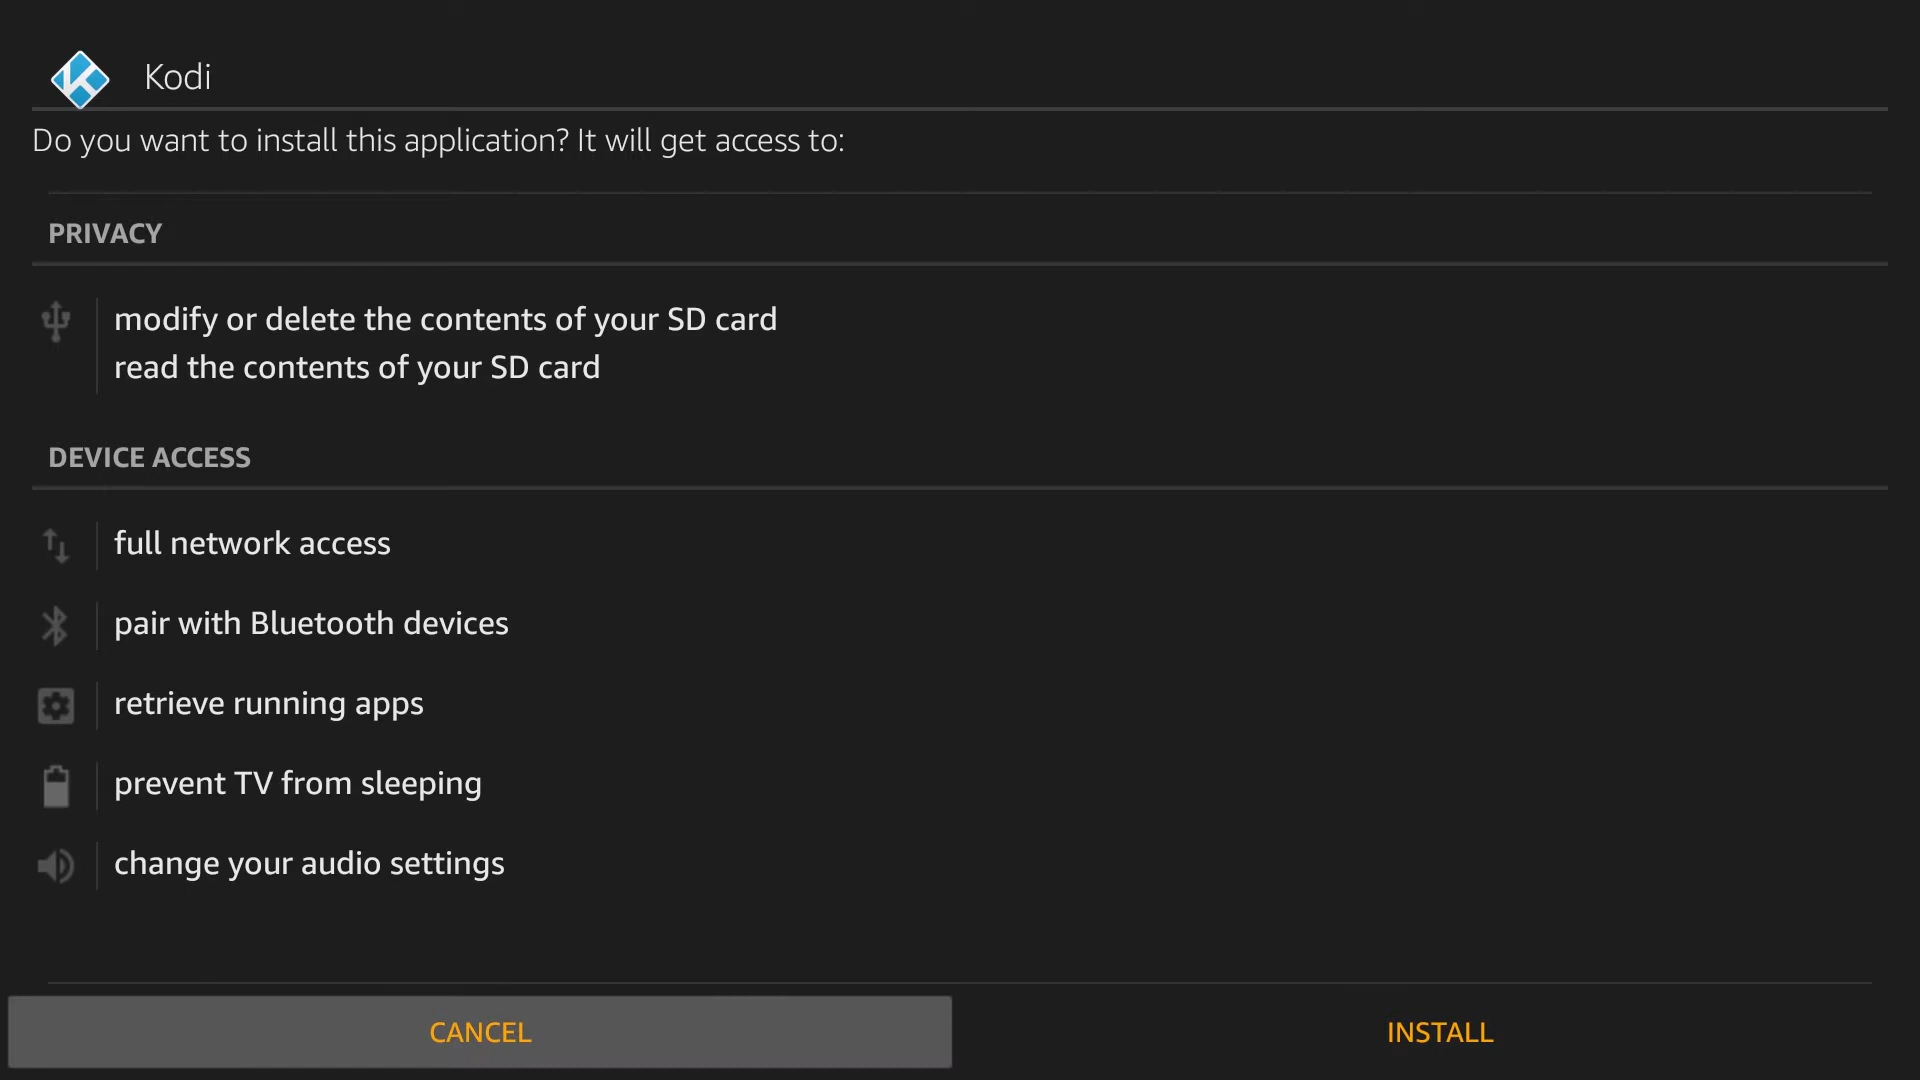 Kodi
Do you want to install this application? It will get access to:
PRIVACY
modify or delete the contents of your SD card
read the contents of your SD card
DEVICE ACCESS
full network access
pair with Bluetooth devices
retrieve running apps
prevent TV from sleeping
change your audio settings
CANCEL
INSTALL